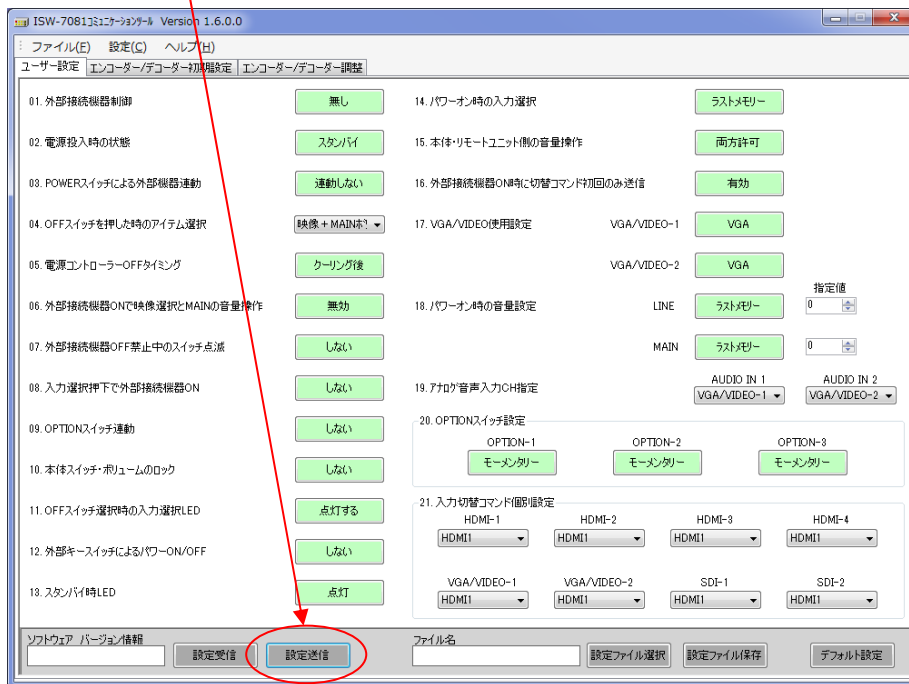 ISW-7081コミュニケーションツール Version 1.6.0.0
ファイル(F) 設定(C) ヘルプ(H)
ユーザー設定 エンコーダー/デコーダー初期設定 エンコーダー/デコーダー調整
01.外部接続機器制御 無し
02.電源投入時の状態 スタンバイ
03.POWERスイッチによる外部機器連動 連動しない
04.OFFスイッチを押した時のアイテム選択 映像+MAINボ
05.電源コントローラーOFFタイミング クーリング後
06.外部接続機器ONで映像選択とMAINの音量操作 無効
07.外部接続機器OFF禁止中のスイッチ点滅 しない
08.入力選択押下で外部接続機器ON しない
09.OPTIONスイッチ連動 しない
10.本体スイッチ・ボリュームのロック しない
11.OFFスイッチ選択時の入力選択LED 点灯する
12.外部キースイッチによるパワーON/OFF しない
13.スタンバイ時LED 点灯
14.パワーオン時の入力選択 ラストメモリー
15.本体・リモートユニット側の音量操作 両方許可
16.外部接続機器ON時に切替コマンド初回のみ送信 有効
17.VGA/VIDEO使用設定 VGA/VIDEO-1 VGA
VGA/VIDEO-2 VGA
指定値
18.パワーオン時の音量設定 LINE ラストメモリー 0
MAIN ラストメモリー 0
AUDIO IN 1 AUDIO IN 2
19.アナログ音声入力CH指定 VGA/VIDEO-1 VGA/VIDEO-2
20.OPTIONスイッチ設定
OPTION-1 OPTION-2 OPTION-3
モーメンタリー モーメンタリー モーメンタリー
21.入力切替コマンド個別設定
HDMI-1 HDMI-2 HDMI-3 HDMI-4
HDMI1 HDMI1 HDMI1 HDMI1
VGA/VIDEO-1 VGA/VIDEO-2 SDI-1 SDI-2
HDMI1 HDMI1 HDMI1 HDMI1
ソフトウェア バージョン情報 ファイル名
設定受信 設定送信 設定ファイル選択 設定ファイル保存 デフォルト設定